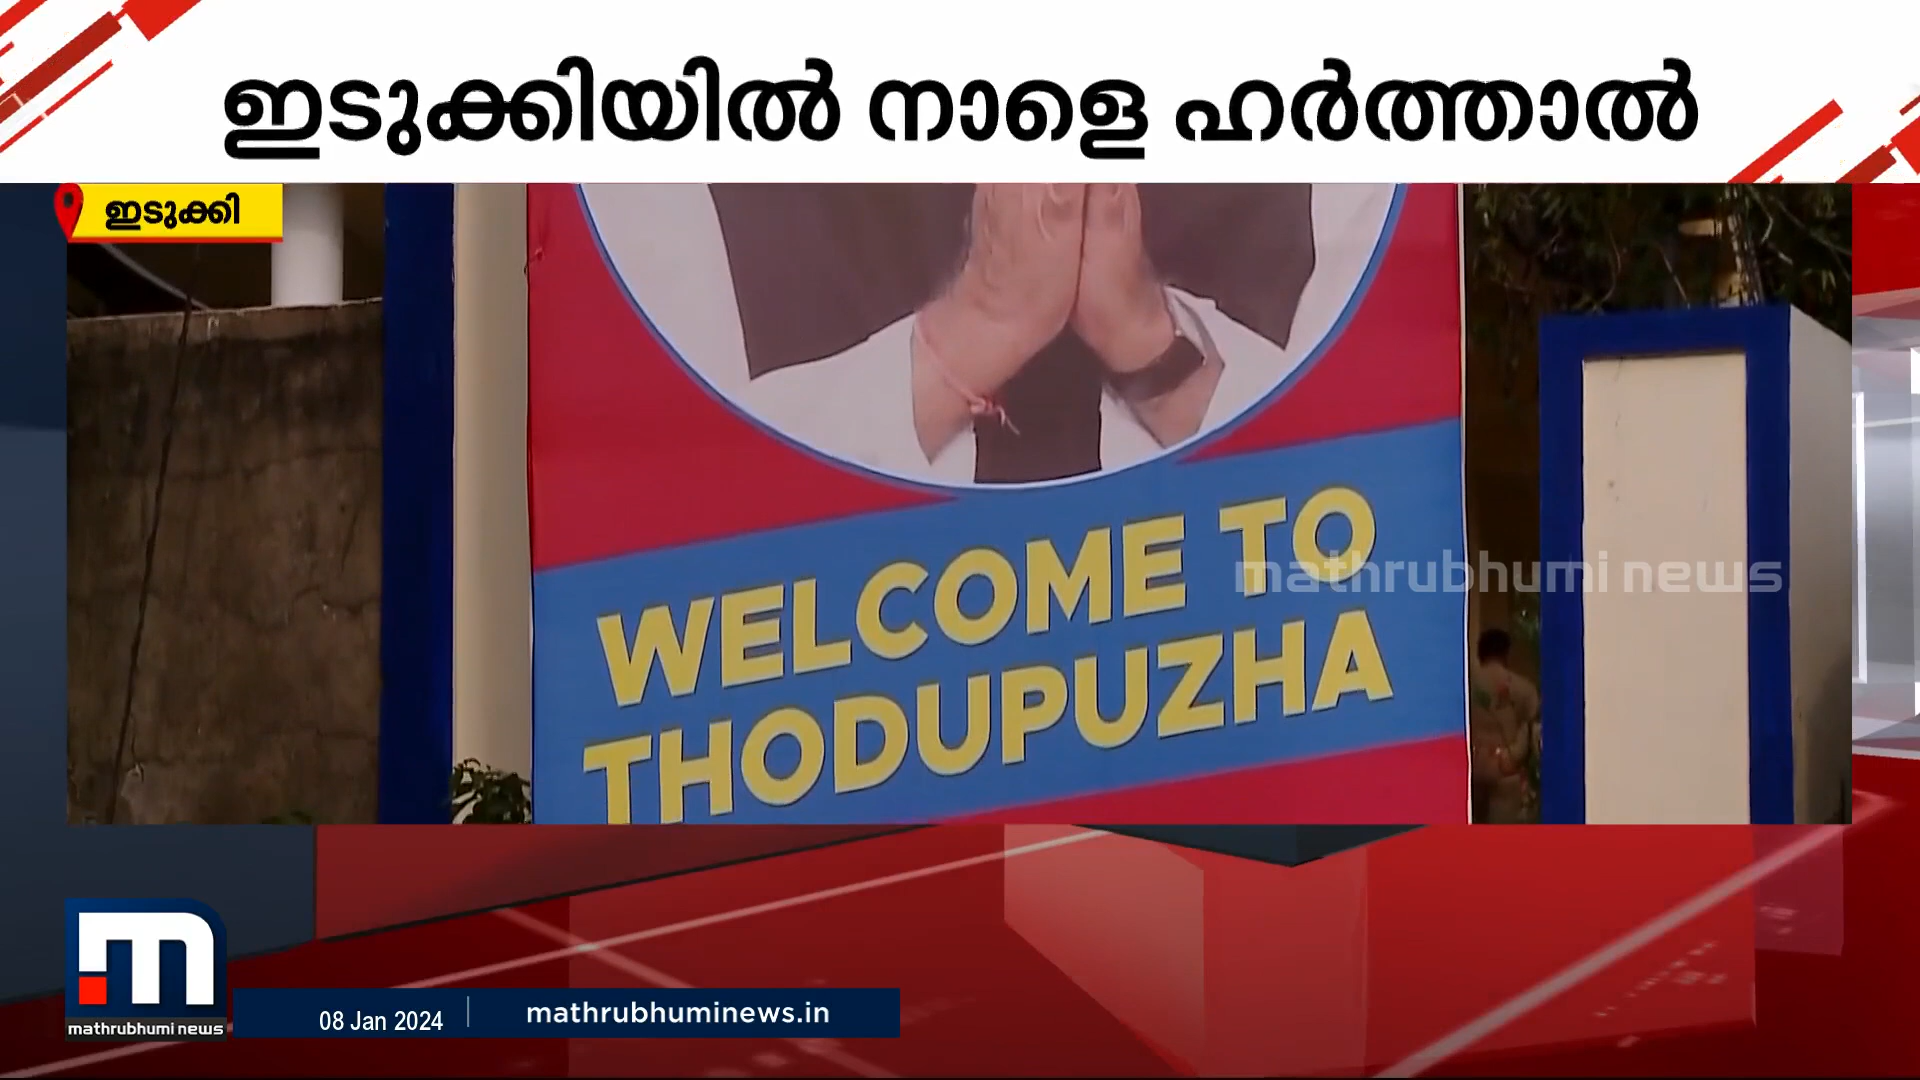 ഇടുക്കിയിൽ നാളെ ഹർത്താൽ
ഇടുക്കി
WELCOME TO
THODUPUZHA
mathrubhumi news
mathrubhumi news
08 Jan 2024
mathrubhuminews.in